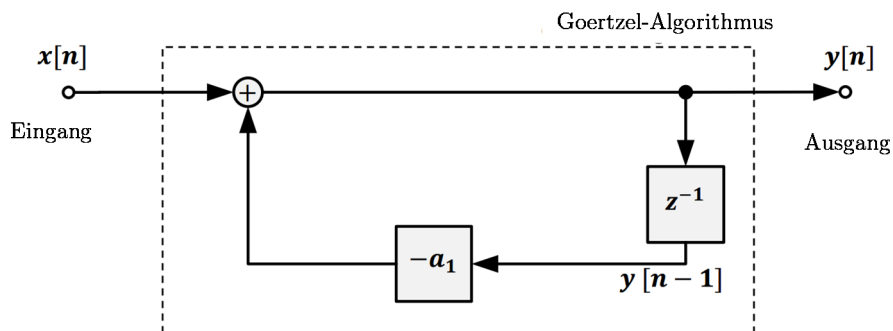 Goertzel-Algorithmus
x[n]
y[n]
+
Eingang
Ausgang
z⁻¹
−a₁
y [n − 1]